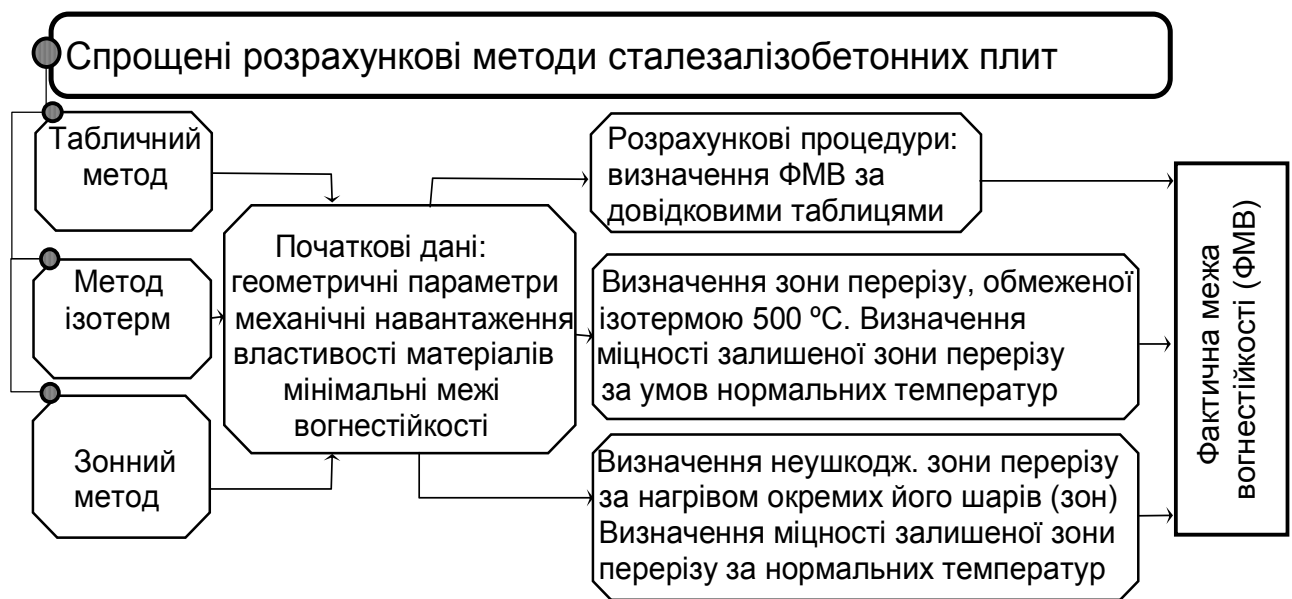 Спрощені розрахункові методи сталезалізобетонних плит
Табличний
метод
Метод
ізотерм
Зонний
метод
Початкові дані:
геометричні параметри
механічні навантаження
властивості матеріалів
мінімальні межі
вогнестійкості
Розрахункові процедури:
визначення ФМВ за
довідковими таблицями
Визначення зони перерізу, обмеженої
ізотермою 500 ºС. Визначення
міцності залишеної зони перерізу
за умов нормальних температур
Визначення неушкодж. зони перерізу
за нагрівом окремих його шарів (зон)
Визначення міцності залишеної зони
перерізу за нормальних температур
Фактична межа
вогнестійкості (ФМВ)